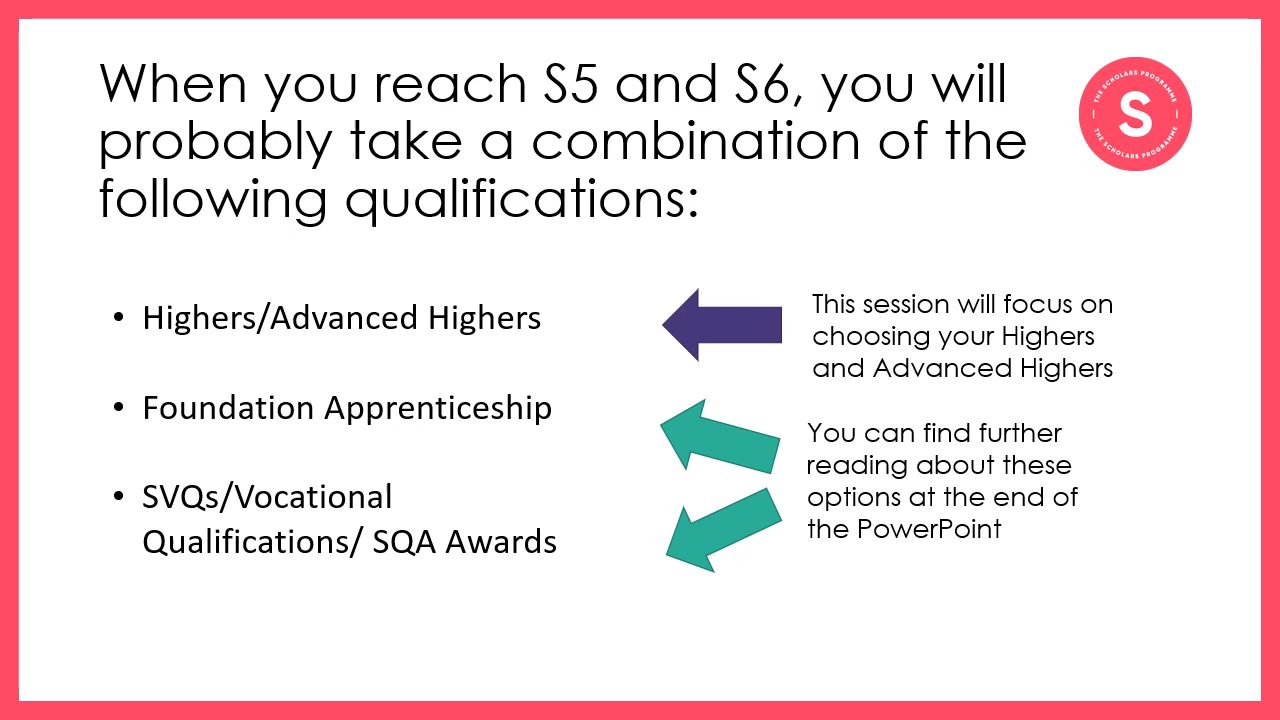 When you reach S5 and S6, you will
probably take a combination of the
following qualifications:
THE SCHOLARS PROGRAMME
S
THE SCHOLARS PROGRAMME
• Highers/Advanced Highers
This session will focus on
choosing your Highers
and Advanced Highers
• Foundation Apprenticeship
You can find further
reading about these
options at the end of
the PowerPoint
• SVQs/Vocational
Qualifications/ SQA Awards